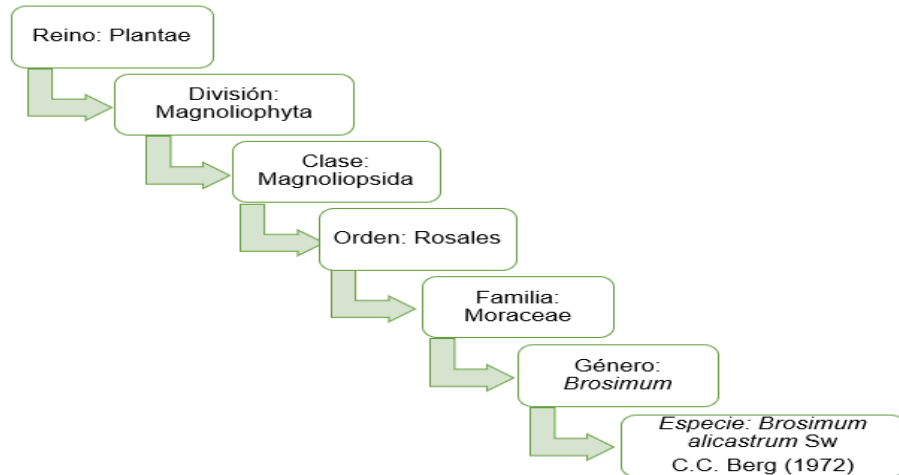 Reino: Plantae
División:
Magnoliophyta
Clase:
Magnoliopsida
Orden: Rosales
Familia:
Moraceae
Género:
Brosimum
Especie: Brosimum
alicastrum Sw
C.C. Berg (1972)